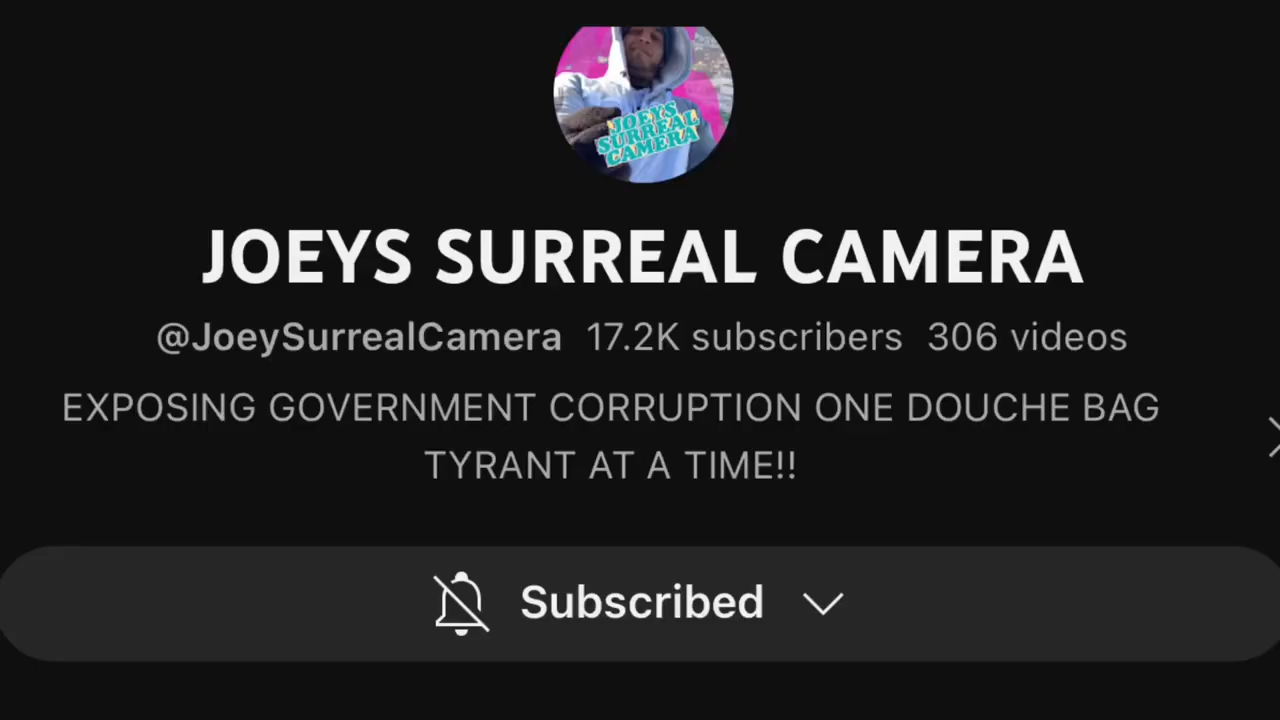 JOEYS
SURREAL
CAMERA
JOEYS SURREAL CAMERA
@JoeySurrealCamera 17.2K subscribers 306 videos
EXPOSING GOVERNMENT CORRUPTION ONE DOUCHE BAG
TYRANT AT A TIME!!
Subscribed